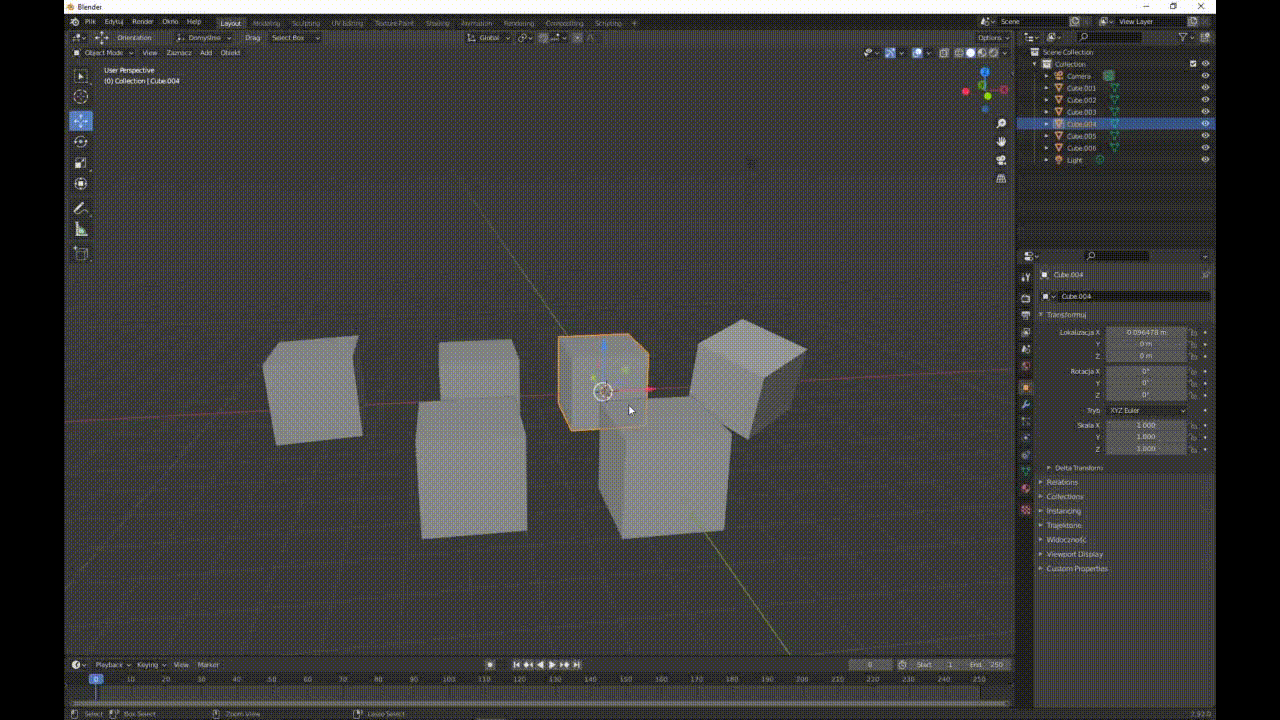 Blender
Plik Edytuj Render Okno Help Layout Modeling Sculpting UV Editing Texture Paint Shading Animation Rendering Compositing Scripting + Scene View Layer
Orientation Domyślne Drag Select Box Global Options
Object Mode View Zaznacz Add Obiekt
User Perspective
(0) Collection | Cube.004
Scene Collection
Collection
Camera
Cube.001
Cube.002
Cube.003
Cube.004
Cube.005
Cube.006
Light
Cube.004
Cube.004
Transformuj
Lokalizacja X 0.096478 m
Y 0 m
Z 0 m
Rotacja X 0°
Y 0°
Z 0°
Tryb XYZ Euler
Skala X 1.000
Y 1.000
Z 1.000
Delta Transform
Relations
Collections
Instancing
Trajektorie
Widoczność
Viewport Display
Custom Properties
Playback Keying View Marker 0 Start 1 End 250
0 10 20 30 40 50 60 70 80 90 100 110 120 130 140 150 160 170 180 190 200 210 220 230 240 250
Select Box Select Zoom View Lasso Select 2.92.0